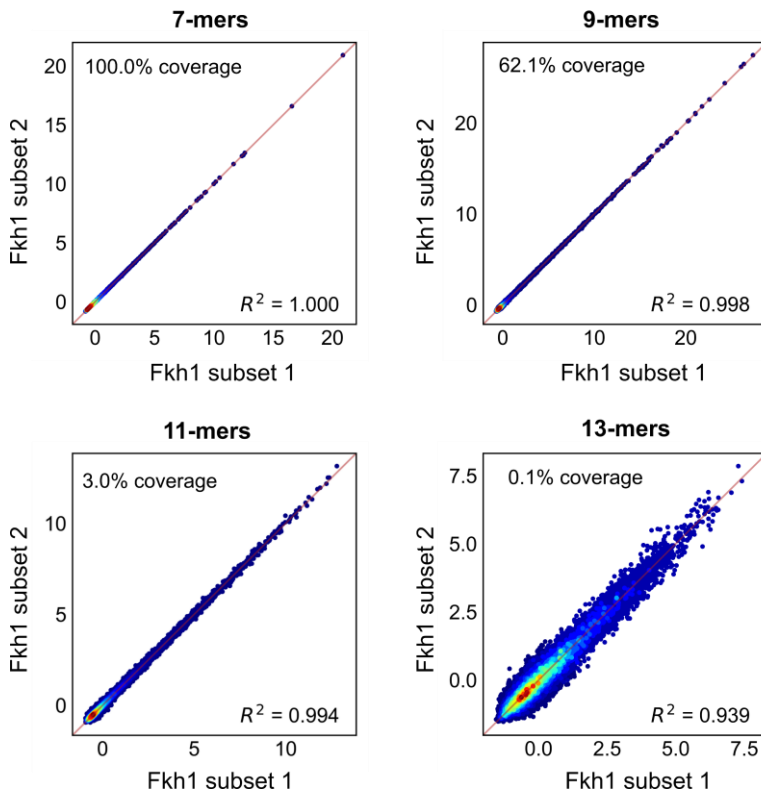 7-mers
100.0% coverage
20
15
10
5
0
Fkh1 subset 2
R² = 1.000
0 5 10 15 20
Fkh1 subset 1
9-mers
62.1% coverage
20
10
0
Fkh1 subset 2
R² = 0.998
0 10 20
Fkh1 subset 1
11-mers
3.0% coverage
10
5
0
Fkh1 subset 2
R² = 0.994
0 5 10
Fkh1 subset 1
13-mers
0.1% coverage
7.5
5.0
2.5
0.0
Fkh1 subset 2
R² = 0.939
0.0 2.5 5.0 7.5
Fkh1 subset 1